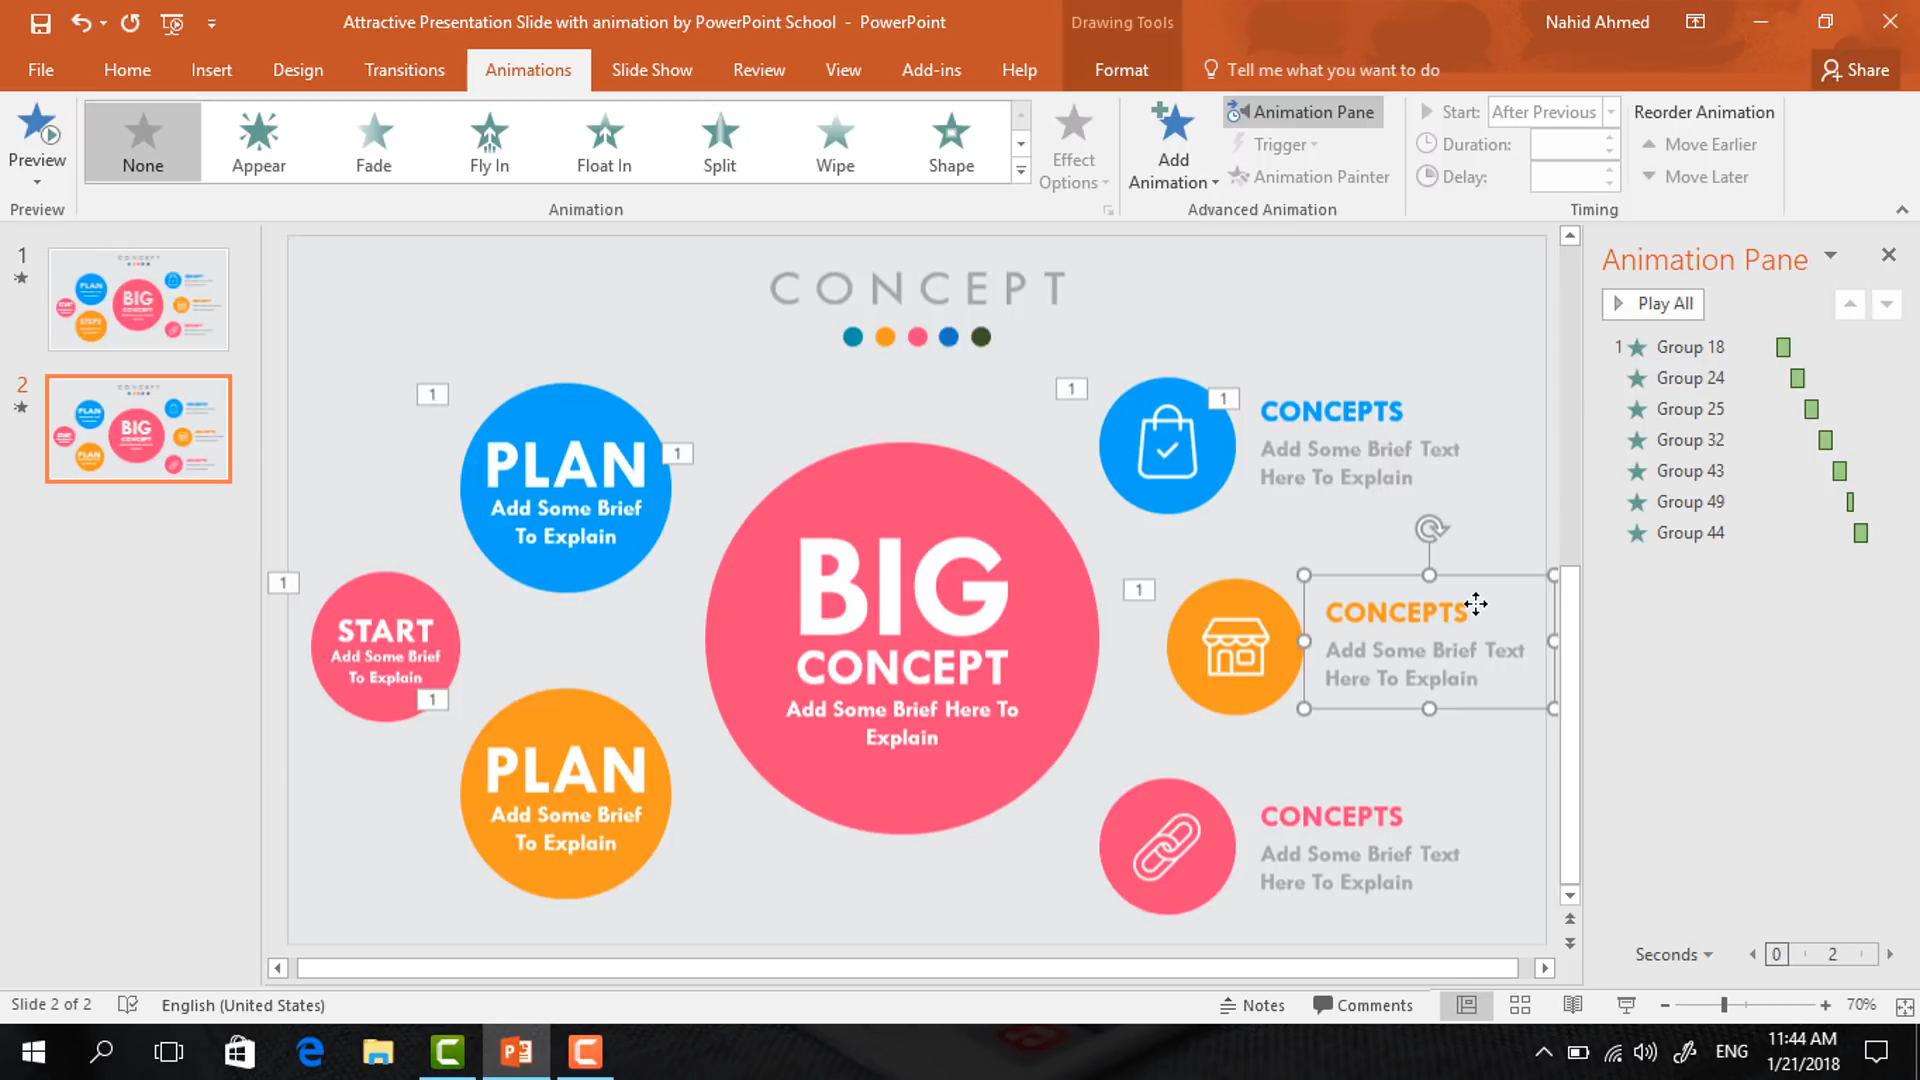 Attractive Presentation Slide with animation by PowerPoint School - PowerPoint
Drawing Tools
Nahid Ahmed
File
Home
Insert
Design
Transitions
Animations
Slide Show
Review
View
Add-ins
Help
Format
Tell me what you want to do
Share
Preview
None
Appear
Fade
Fly In
Float In
Split
Wipe
Shape
Effect
Options
Add
Animation
Animation Pane
Trigger
Animation Painter
Start: After Previous
Duration:
Delay:
Reorder Animation
Move Earlier
Move Later
Preview
Animation
Advanced Animation
Timing
1
2
CONCEPT
1
PLAN
Add Some Brief
To Explain
1
1
START
Add Some Brief
To Explain
1
PLAN
Add Some Brief
To Explain
BIG
CONCEPT
Add Some Brief Here To
Explain
1
1
CONCEPTS
Add Some Brief Text
Here To Explain
1
CONCEPTS
Add Some Brief Text
Here To Explain
CONCEPTS
Add Some Brief Text
Here To Explain
Animation Pane
Play All
1 Group 18
Group 24
Group 25
Group 32
Group 43
Group 49
Group 44
Seconds
0
2
Slide 2 of 2
English (United States)
Notes
Comments
70%
ENG
11:44 AM
1/21/2018